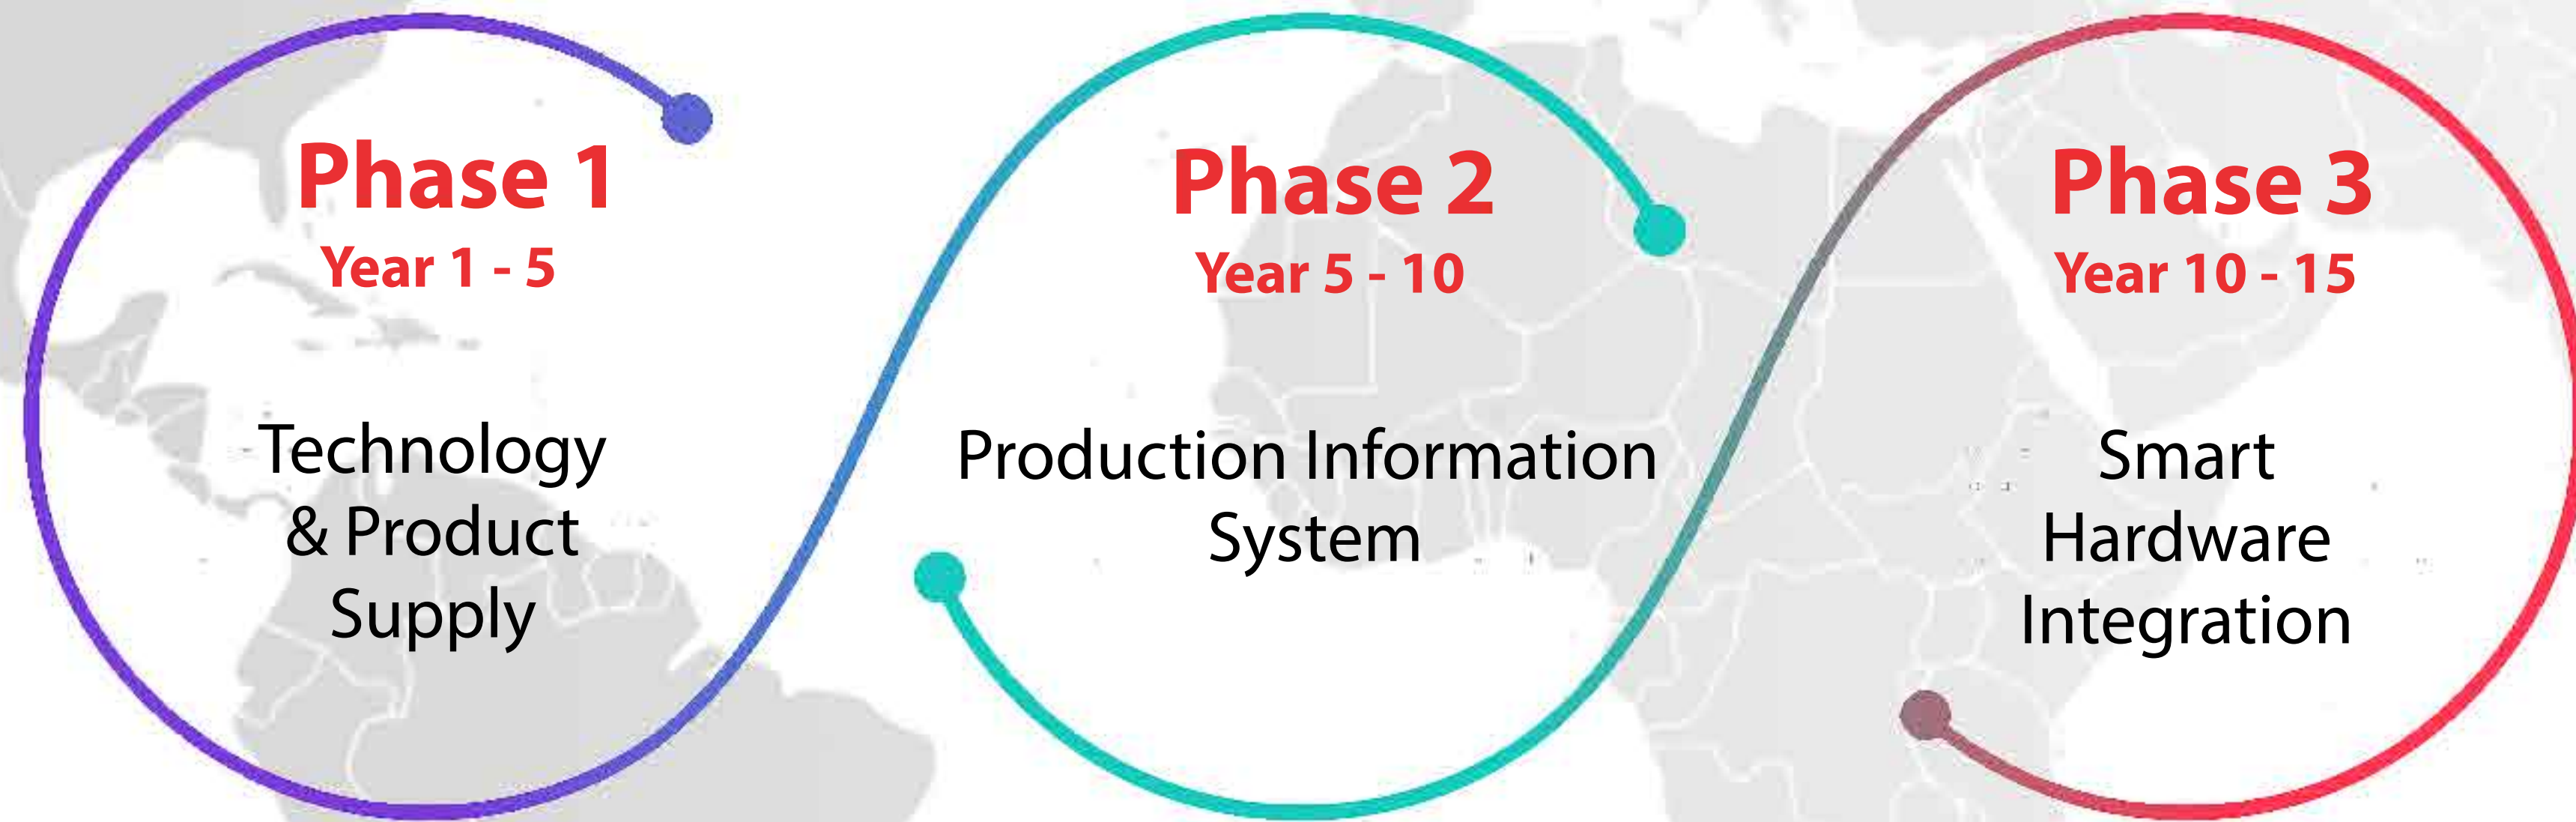 Phase 1
Year 1 - 5
Technology
& Product
Supply
Phase 2
Year 5 - 10
Production Information
System
Phase 3
Year 10 - 15
Smart
Hardware
Integration